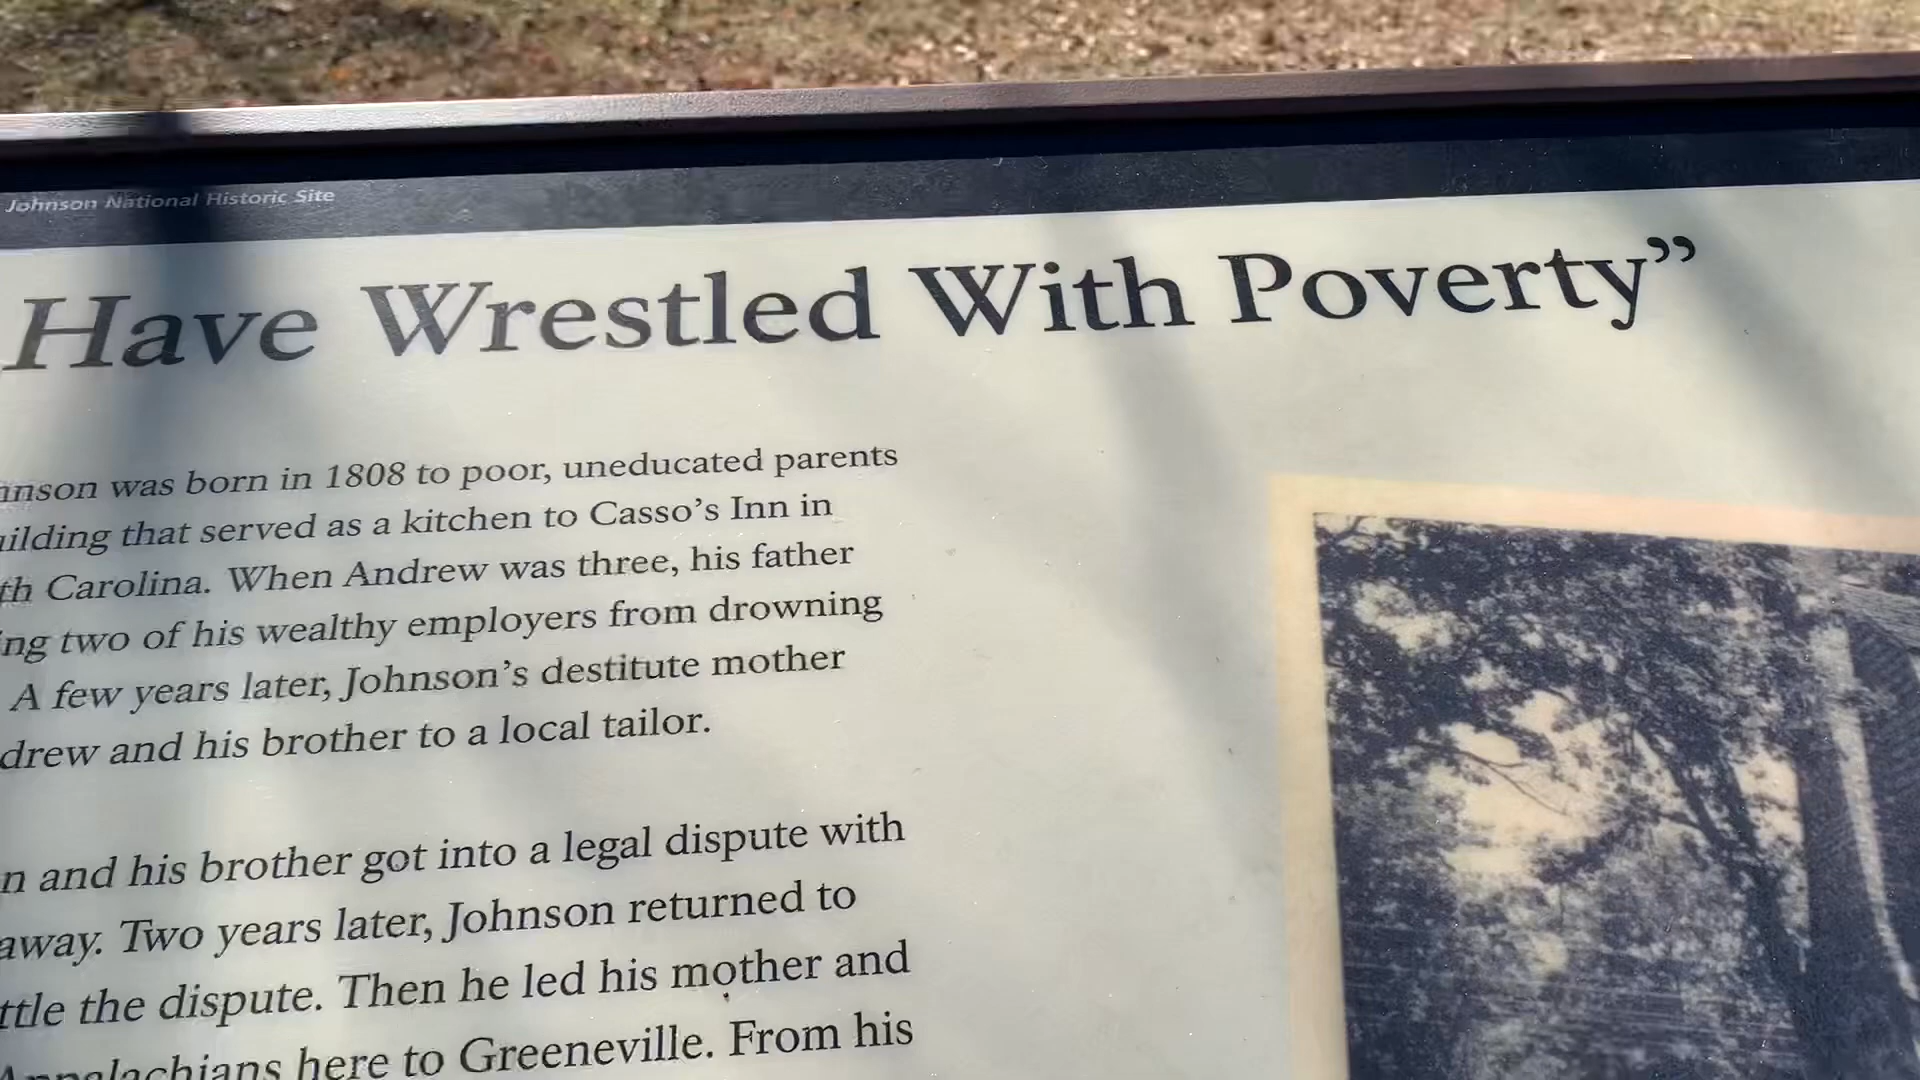 Johnson National Historic Site
Have Wrestled With Poverty”
nson was born in 1808 to poor, uneducated parents
uilding that served as a kitchen to Casso’s Inn in
th Carolina. When Andrew was three, his father
ing two of his wealthy employers from drowning
A few years later, Johnson’s destitute mother
drew and his brother to a local tailor.
n and his brother got into a legal dispute with
away. Two years later, Johnson returned to
ttle the dispute. Then he led his mother and
Appalachians here to Greeneville. From his